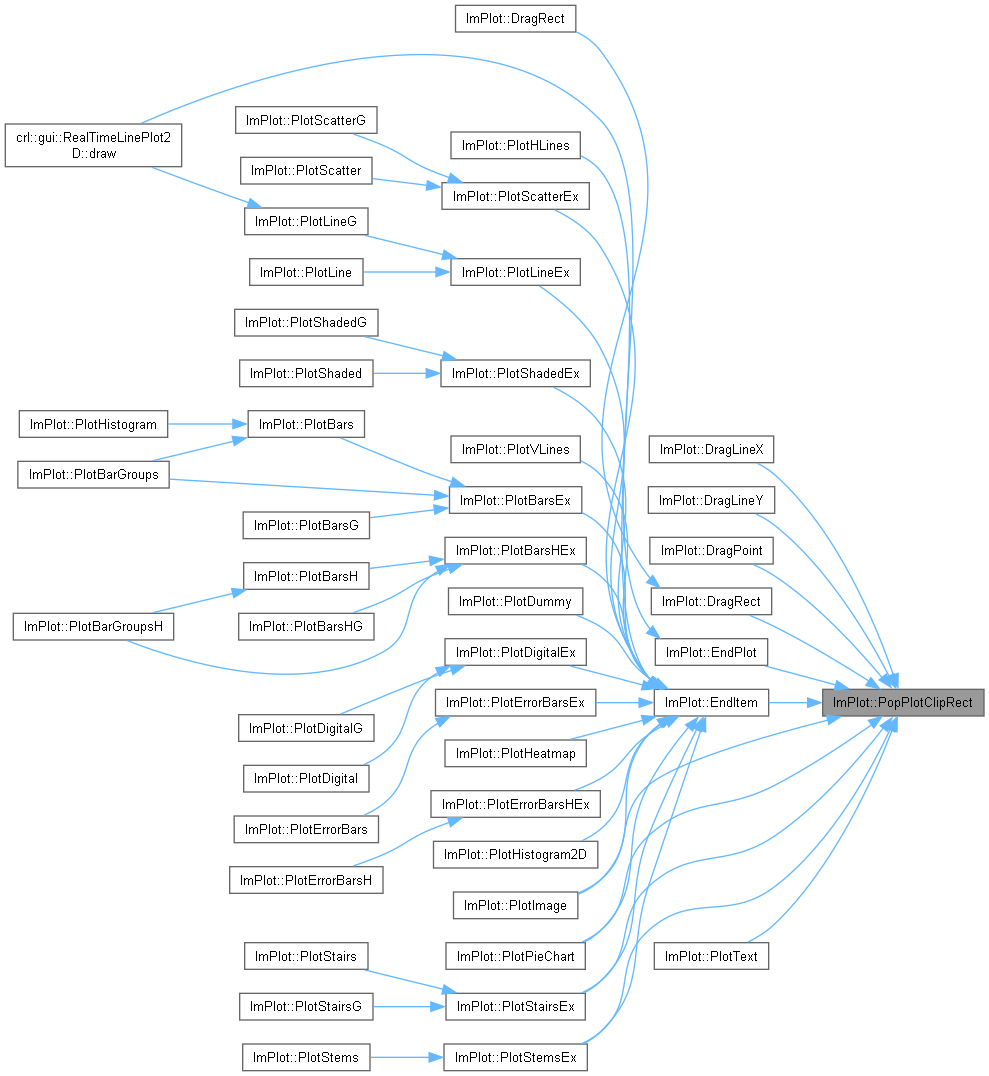 ImPlot::DragRect
crl::gui::RealTimeLinePlot2
D::draw
ImPlot::PlotScatterG
ImPlot::PlotHLines
ImPlot::PlotScatter
ImPlot::PlotScatterEx
ImPlot::PlotLineG
ImPlot::PlotLine
ImPlot::PlotLineEx
ImPlot::PlotShadedG
ImPlot::PlotShaded
ImPlot::PlotShadedEx
ImPlot::PlotHistogram
ImPlot::PlotBars
ImPlot::PlotVLines
ImPlot::DragLineX
ImPlot::PlotBarGroups
ImPlot::PlotBarsEx
ImPlot::DragLineY
ImPlot::PlotBarsG
ImPlot::PlotBarsHEx
ImPlot::DragPoint
ImPlot::PlotBarsH
ImPlot::PlotDummy
ImPlot::DragRect
ImPlot::PlotBarGroupsH
ImPlot::PlotBarsHG
ImPlot::PlotDigitalEx
ImPlot::EndPlot
ImPlot::PlotErrorBarsEx
ImPlot::EndItem
ImPlot::PopPlotClipRect
ImPlot::PlotDigitalG
ImPlot::PlotHeatmap
ImPlot::PlotDigital
ImPlot::PlotErrorBarsHEx
ImPlot::PlotErrorBars
ImPlot::PlotHistogram2D
ImPlot::PlotErrorBarsH
ImPlot::PlotImage
ImPlot::PlotStairs
ImPlot::PlotPieChart
ImPlot::PlotText
ImPlot::PlotStairsG
ImPlot::PlotStairsEx
ImPlot::PlotStems
ImPlot::PlotStemsEx